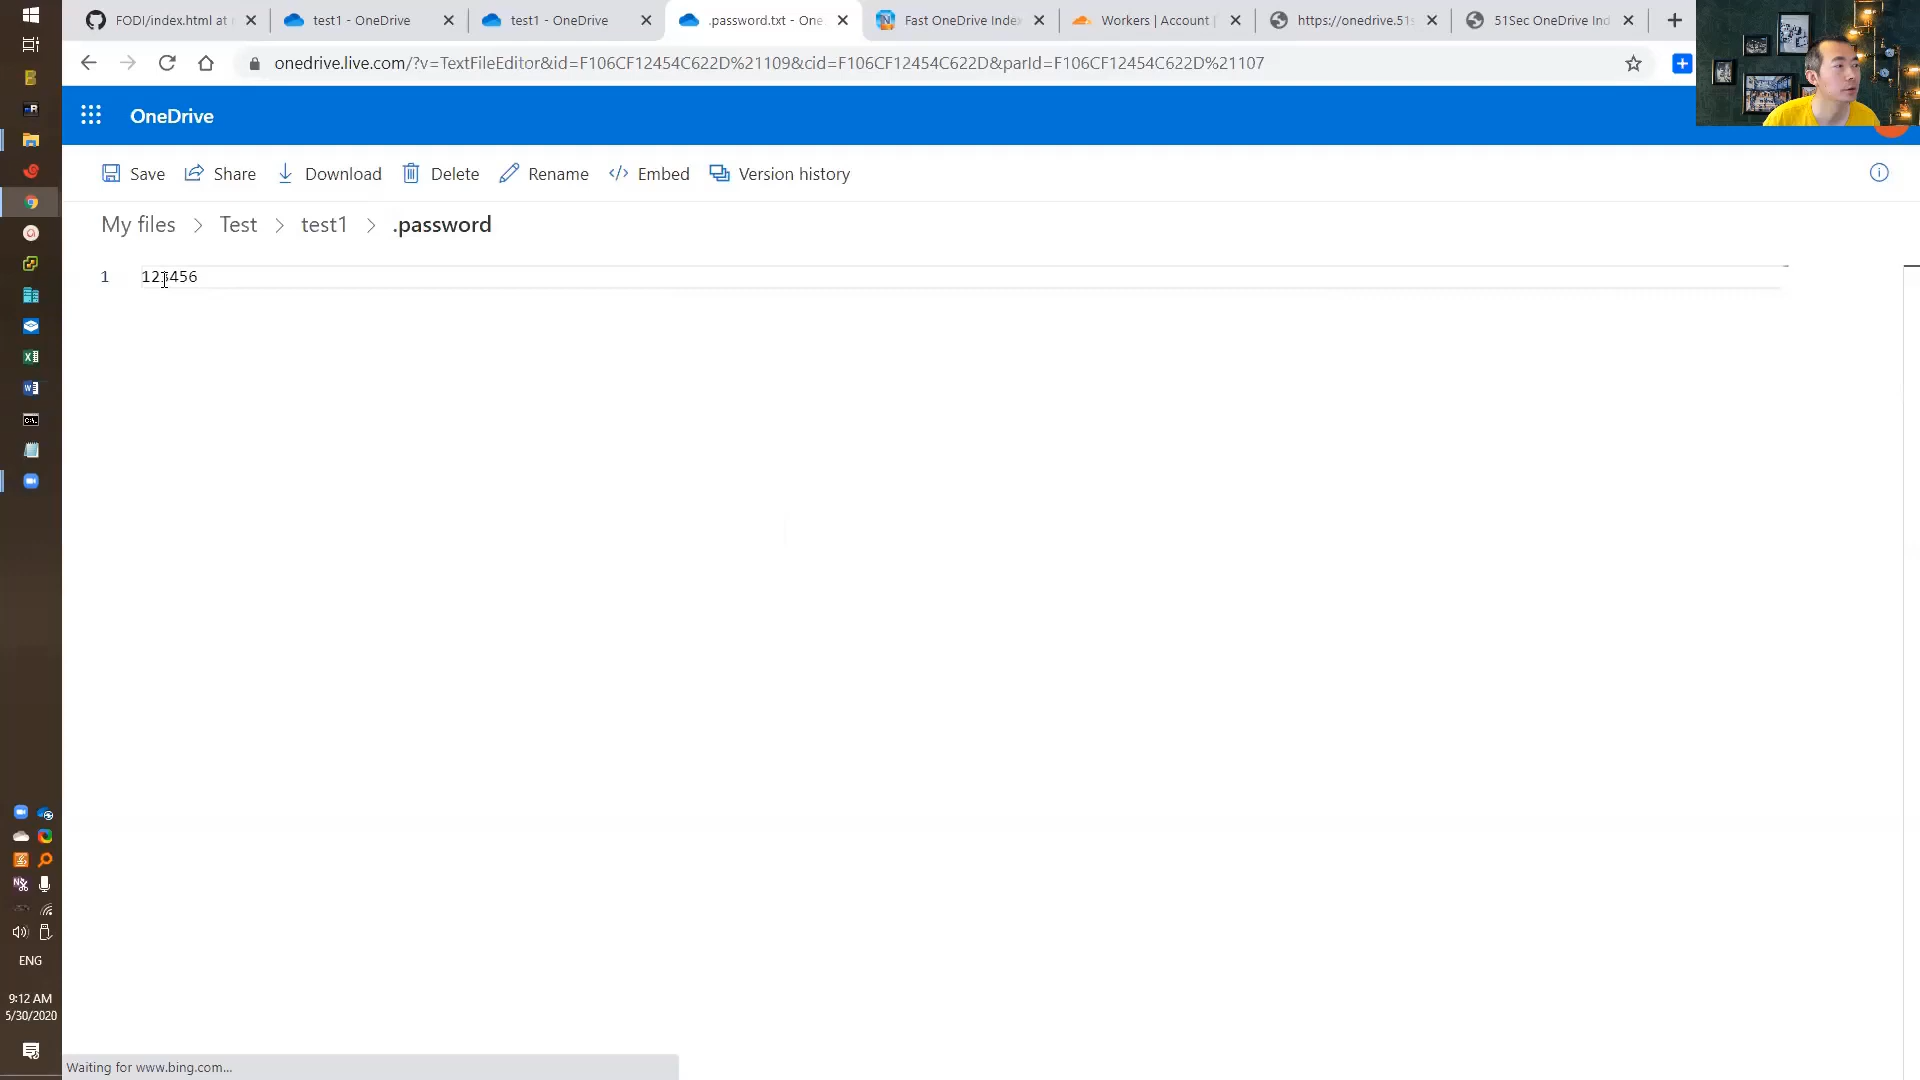 FODI/index.html at
test1 - OneDrive
test1 - OneDrive
.password.txt - One
Fast OneDrive Index
Workers | Account |
https://onedrive.51s
51Sec OneDrive Ind
onedrive.live.com/?v=TextFileEditor&id=F106CF12454C622D%21109&cid=F106CF12454C622D&parId=F106CF12454C622D%21107
OneDrive
Save
Share
Download
Delete
Rename
Embed
Version history
My files > Test > test1 > .password
1 123456
ENG
9:12 AM
5/30/2020
Waiting for www.bing.com...